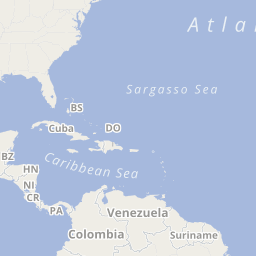 Atla
Sargasso Sea
BS
Cuba
DO
BZ
Caribbean Sea
HN
NI
CR
PA
Venezuela
Colombia
Suriname